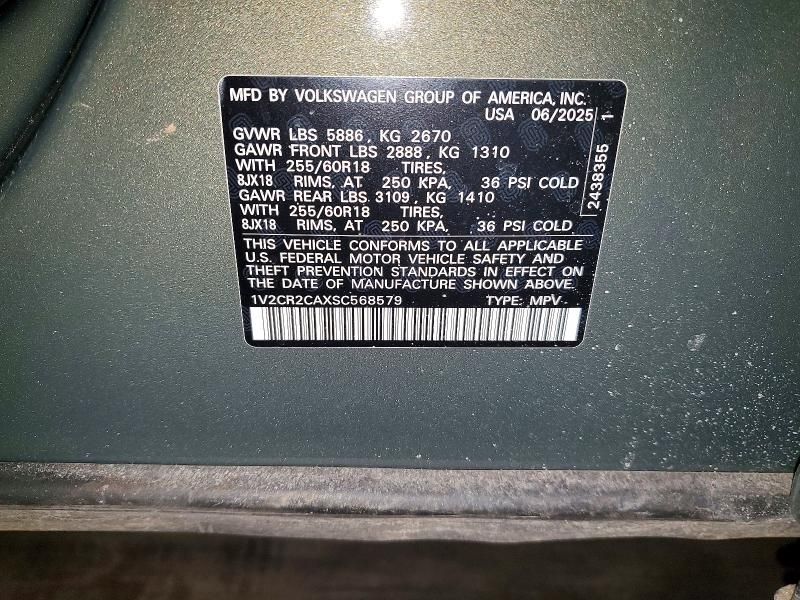 MFD BY VOLKSWAGEN GROUP OF AMERICA, INC.
USA 06/2025
GVWR LBS 5886, KG 2670
GAWR FRONT LBS 2888, KG 1310
WITH 255/60R18 TIRES,
8JX18 RIMS, AT 250 KPA, 36 PSI COLD
GAWR REAR LBS 3109, KG 1410
WITH 255/60R18 TIRES,
8JX18 RIMS, AT 250 KPA, 36 PSI COLD
2438355 1
THIS VEHICLE CONFORMS TO ALL APPLICABLE
U.S. FEDERAL MOTOR VEHICLE SAFETY AND
THEFT PREVENTION STANDARDS IN EFFECT ON
THE DATE OF MANUFACTURE SHOWN ABOVE.
1V2CR2CAXSC568579 TYPE: MPV